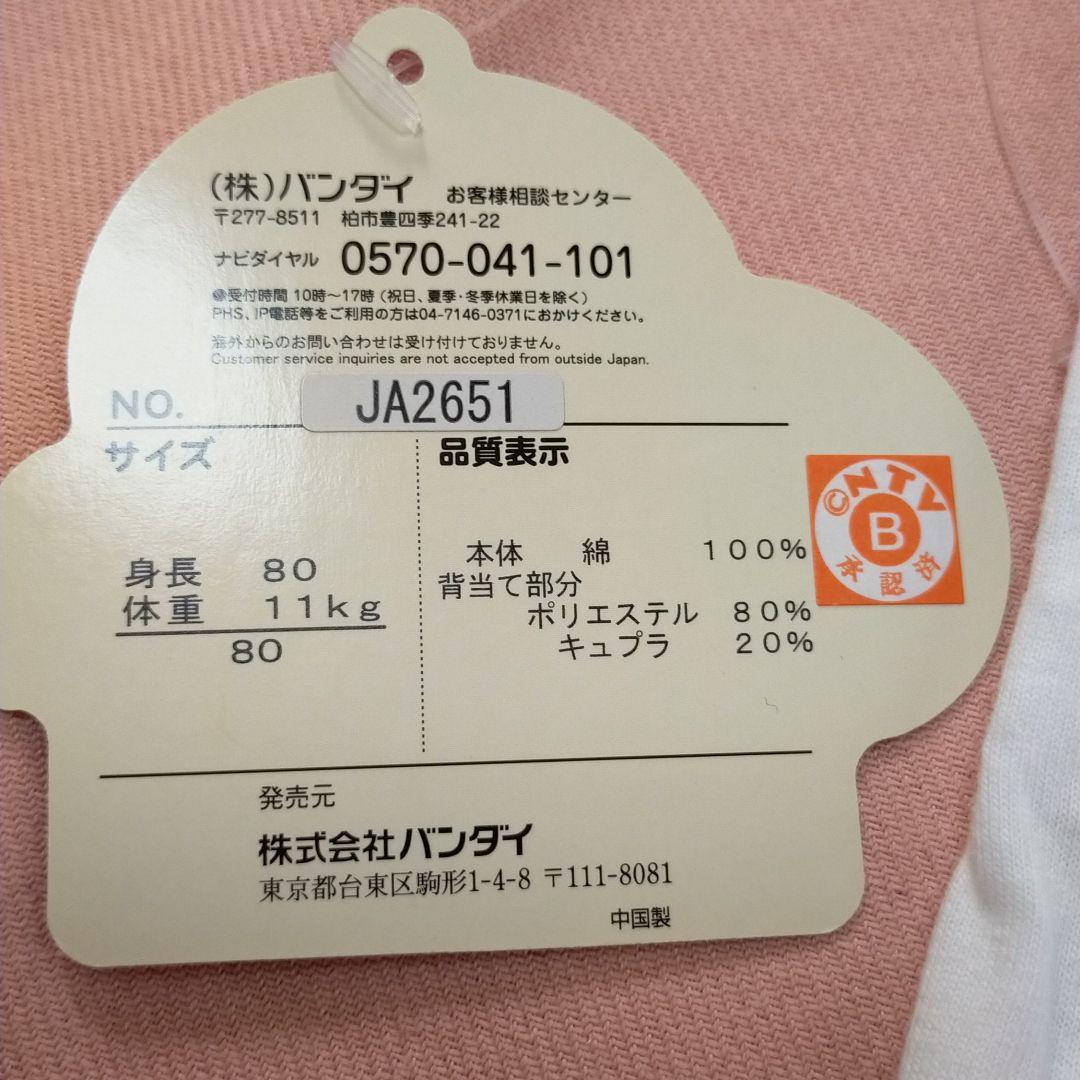 (株)バンダイ お客様相談センター
〒277-8511 柏市豊四季241-22
ナビダイヤル 0570-041-101
●受付時間 10時～17時(祝日、夏季・冬季休業日を除く)
PHS、IP電話等をご利用の方は04-7146-0371におかけください。
海外からのお問い合わせは受け付けておりません。
Customer service inquiries are not accepted from outside Japan.
NO. JA2651
サイズ
身長 80
体重 11kg
80
品質表示
本体 綿 100%
背当て部分
ポリエステル 80%
キュプラ 20%
©NTV
B
承認済
発売元
株式会社バンダイ
東京都台東区駒形1-4-8 〒111-8081
中国製